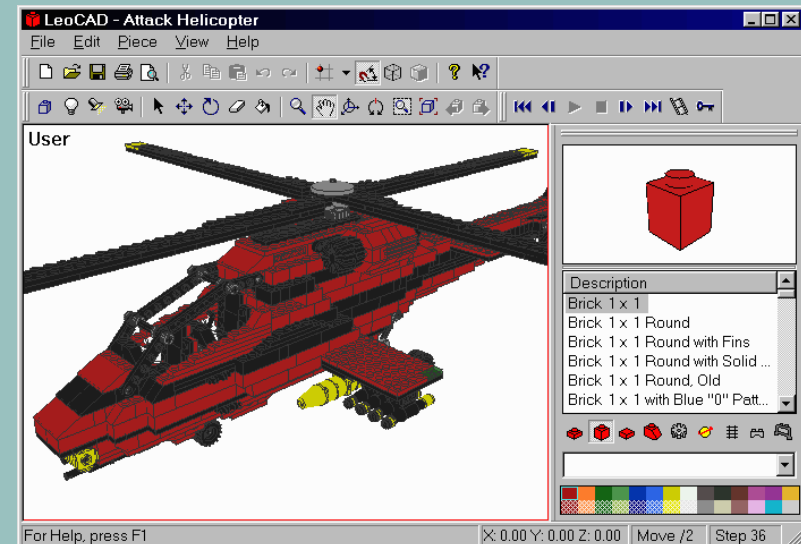 LeoCAD - Attack Helicopter
File Edit Piece View Help
User
Description
Brick 1 x 1
Brick 1 x 1 Round
Brick 1 x 1 Round with Fins
Brick 1 x 1 Round with Solid ...
Brick 1 x 1 Round, Old
Brick 1 x 1 with Blue "0" Patt...
For Help, press F1
X: 0.00 Y: 0.00 Z: 0.00
Move /2
Step 36